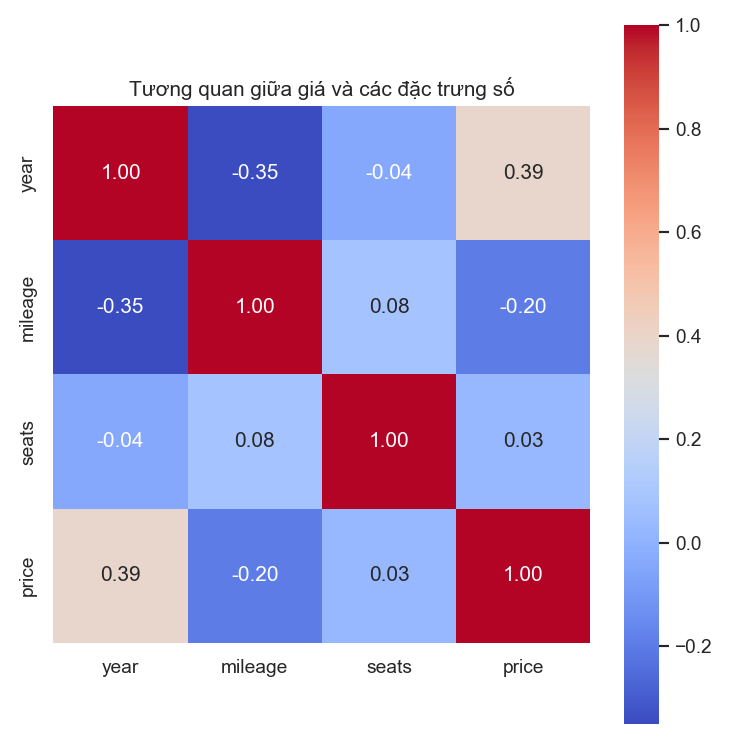 Tương quan giữa giá và các đặc trưng số
year
1.00 -0.35 -0.04 0.39
mileage
-0.35 1.00 0.08 -0.20
seats
-0.04 0.08 1.00 0.03
price
0.39 -0.20 0.03 1.00
year mileage seats price
1.0
0.8
0.6
0.4
0.2
0.0
−0.2